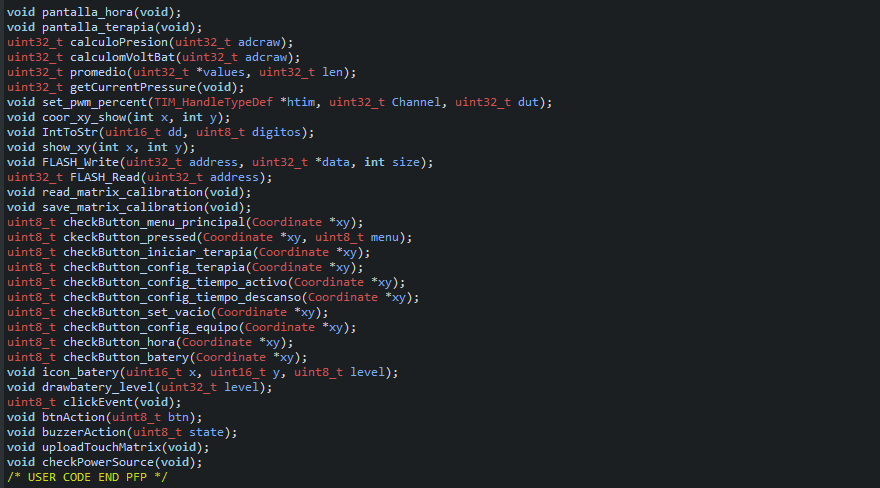 void pantalla_hora(void);
void pantalla_terapia(void);
uint32_t calculoPresion(uint32_t adcraw);
uint32_t calculomVoltBat(uint32_t adcraw);
uint32_t promedio(uint32_t *values, uint32_t len);
uint32_t getCurrentPressure(void);
void set_pwm_percent(TIM_HandleTypeDef *htim, uint32_t Channel, uint32_t dut);
void coor_xy_show(int x, int y);
void IntToStr(uint16_t dd, uint8_t digitos);
void show_xy(int x, int y);
void FLASH_Write(uint32_t address, uint32_t *data, int size);
uint32_t FLASH_Read(uint32_t address);
void read_matrix_calibration(void);
void save_matrix_calibration(void);
uint8_t checkButton_menu_principal(Coordinate *xy);
uint8_t ckeckButton_pressed(Coordinate *xy, uint8_t menu);
uint8_t checkButton_iniciar_terapia(Coordinate *xy);
uint8_t checkButton_config_terapia(Coordinate *xy);
uint8_t checkButton_config_tiempo_activo(Coordinate *xy);
uint8_t checkButton_config_tiempo_descanso(Coordinate *xy);
uint8_t checkButton_set_vacio(Coordinate *xy);
uint8_t checkButton_config_equipo(Coordinate *xy);
uint8_t checkButton_hora(Coordinate *xy);
uint8_t checkButton_batery(Coordinate *xy);
void icon_batery(uint16_t x, uint16_t y, uint8_t level);
void drawbatery_level(uint32_t level);
uint8_t clickEvent(void);
void btnAction(uint8_t btn);
void buzzerAction(uint8_t state);
void uploadTouchMatrix(void);
void checkPowerSource(void);
/* USER CODE END PFP */